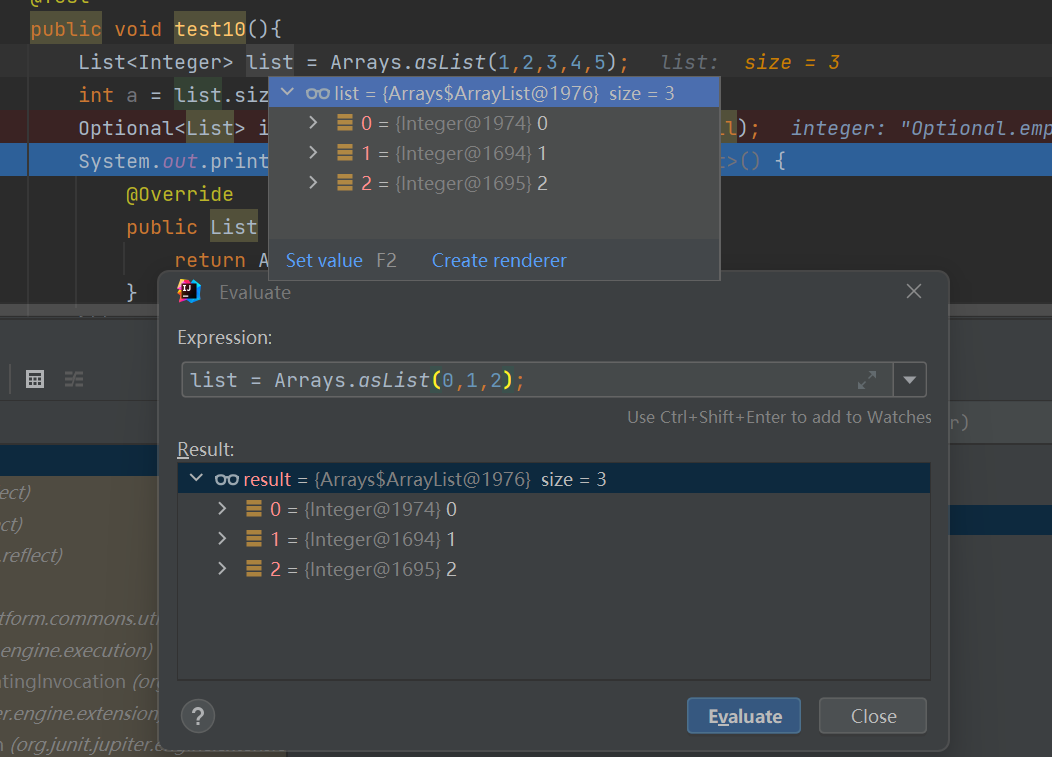 @Test
public void test10(){
List<Integer> list = Arrays.asList(1,2,3,4,5); list: size = 3
int a = list.siz
list = {Arrays$ArrayList@1976} size = 3
Optional<List> i l); integer: "Optional.emp
0 = {Integer@1974} 0
1 = {Integer@1694} 1
2 = {Integer@1695} 2
System.out.print t>() {
@Override
public List
return A
}
Set value F2 Create renderer
Evaluate
Expression:
list = Arrays.asList(0,1,2);
Use Ctrl+Shift+Enter to add to Watches
r)
Result:
result = {Arrays$ArrayList@1976} size = 3
0 = {Integer@1974} 0
1 = {Integer@1694} 1
2 = {Integer@1695} 2
ect)
ct)
.reflect)
tform.commons.uti
engine.execution)
tingInvocation (org
er.engine.extension
(org.junit.jupiter.
? Evaluate Close